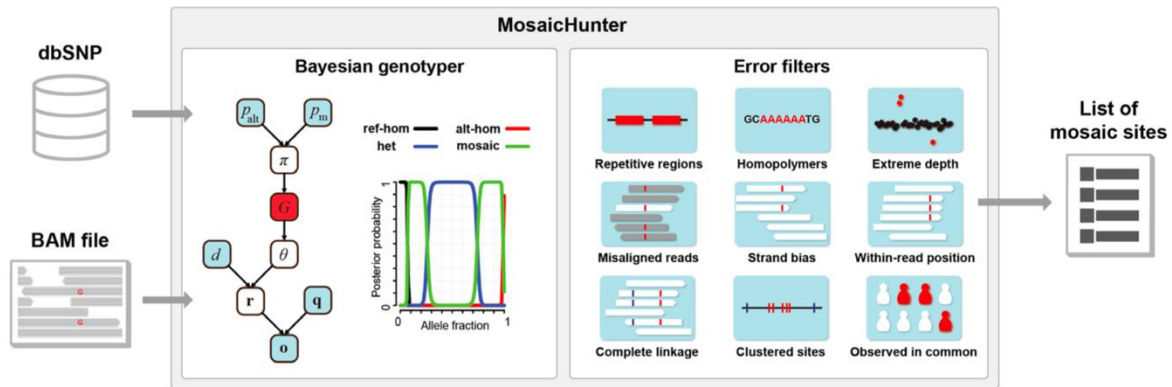 MosaicHunter
dbSNP
BAM file
G
G
Bayesian genotyper
p_alt
p_m
π
G
d
θ
r
q
o
ref-hom
alt-hom
het
mosaic
Posterior probability
1
0
0
Allele fraction
1
Error filters
Repetitive regions
GCAAAAAATG
Homopolymers
Extreme depth
Misaligned reads
Strand bias
Within-read position
Complete linkage
Clustered sites
Observed in common
List of
mosaic sites